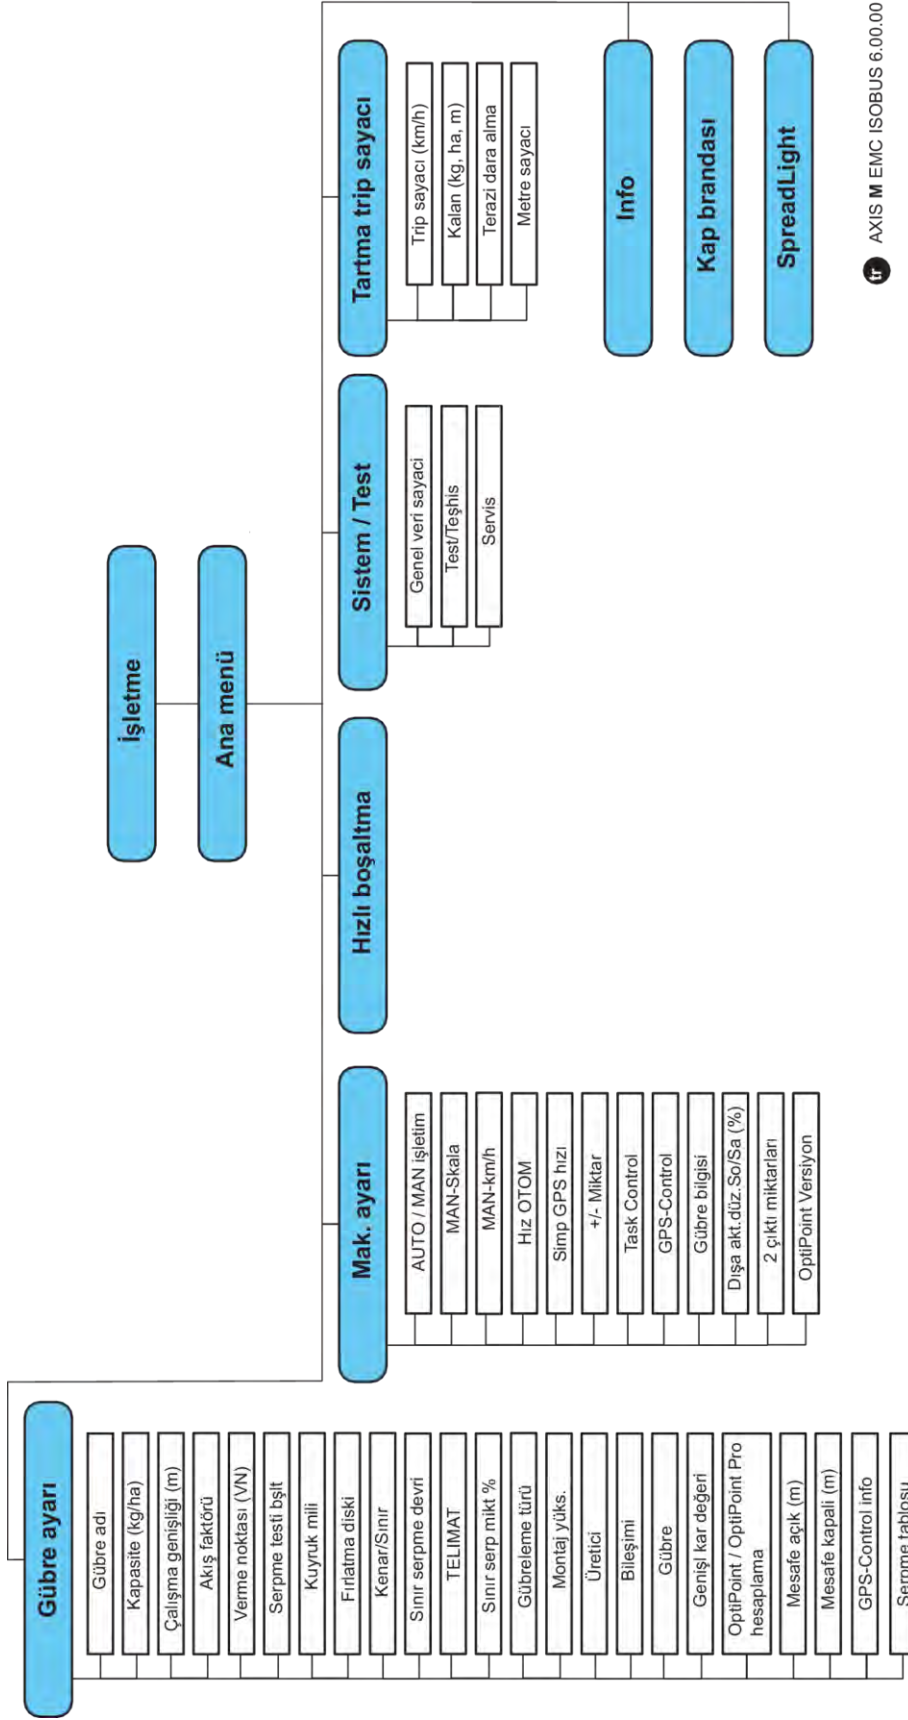 İşletme
Ana menü
Gübre ayarı
Gübre adı
Kapasite (kg/ha)
Çalışma genişliği (m)
Akış faktörü
Verme noktası (VN)
Serpme testi bşlt
Kuyruk mili
Fırlatma diski
Kenar/Sınır
Sınır serpme devri
TELIMAT
Sınır serp mikt %
Gübreleme türü
Montaj yüks.
Üretici
Bileşimi
Gübre
Genişl kar değeri
OptiPoint / OptiPoint Pro
hesaplama
Mesafe açık (m)
Mesafe kapali (m)
GPS-Control info
Serpme tablosu
Mak. ayarı
AUTO / MAN işletim
MAN-Skala
MAN-km/h
Hız OTOM
Simp GPS hızı
+/- Miktar
Task Control
GPS-Control
Gübre bilgisi
Dışa akt.düz.So/Sa (%)
2 çıktı miktarları
OptiPoint Versiyon
Hızlı boşaltma
Sistem / Test
Genel veri sayaci
Test/Teşhis
Servis
Tartma trip sayacı
Trip sayacı (km/h)
Kalan (kg, ha, m)
Terazi dara alma
Metre sayacı
Info
Kap brandası
SpreadLight
tr AXIS M EMC ISOBUS 6.00.00